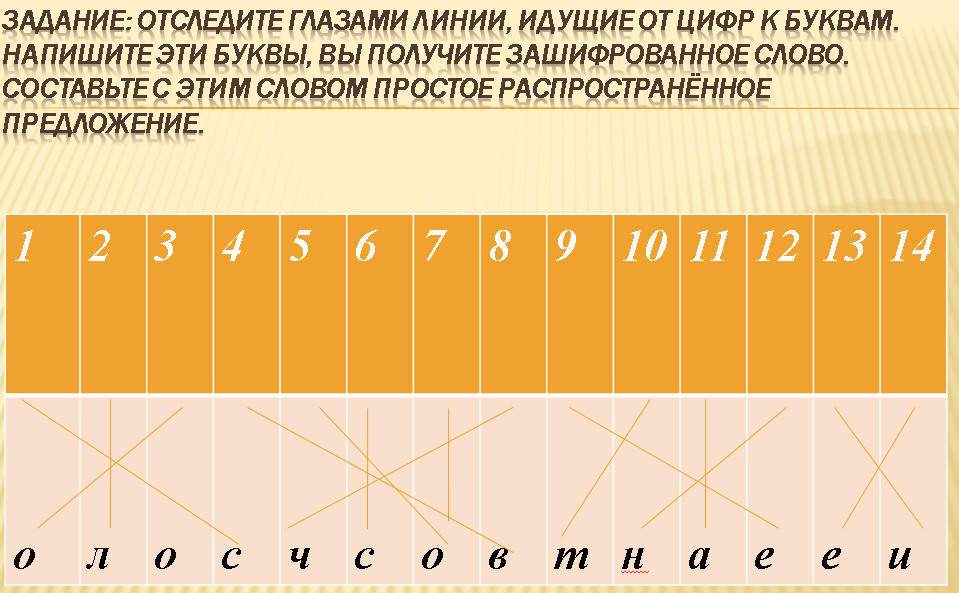 ЗАДАНИЕ: ОТСЛЕДИТЕ ГЛАЗАМИ ЛИНИИ, ИДУЩИЕ ОТ ЦИФР К БУКВАМ.
НАПИШИТЕ ЭТИ БУКВЫ, ВЫ ПОЛУЧИТЕ ЗАШИФРОВАННОЕ СЛОВО.
СОСТАВЬТЕ С ЭТИМ СЛОВОМ ПРОСТОЕ РАСПРОСТРАНЁННОЕ
ПРЕДЛОЖЕНИЕ.
1 2 3 4 5 6 7 8 9 10 11 12 13 14
о л о с ч с о в т н а е е и